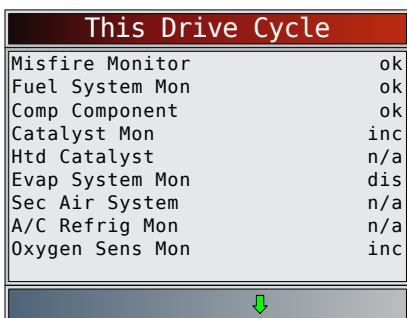 This Drive Cycle
Misfire Monitor ok
Fuel System Mon ok
Comp Component ok
Catalyst Mon inc
Htd Catalyst n/a
Evap System Mon dis
Sec Air System n/a
A/C Refrig Mon n/a
Oxygen Sens Mon inc